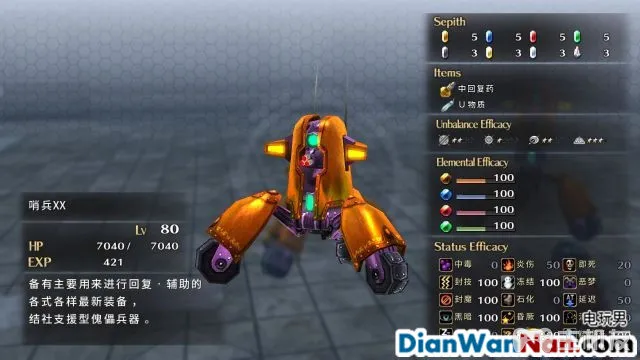 Sepith
5 5 5 5
3 3 3 3
Items
中回复药
U物质
Unbalance Efficacy
★★ ★ ★★ ★★★
Elemental Efficacy
100
100
100
100
哨兵XX
Lv 80
HP 7040/ 7040
EXP 421
备有主要用来进行回复·辅助的
各式各样最新装备，
结社支援型傀儡兵器。
Status Efficacy
中毒 0 炎伤 50 即死 20
封技 100 冻结 100 恶梦 0
封魔 100 石化 0 延迟 50
黑暗 100 昏厥 100
100 100
电玩男
DianWanNan.com